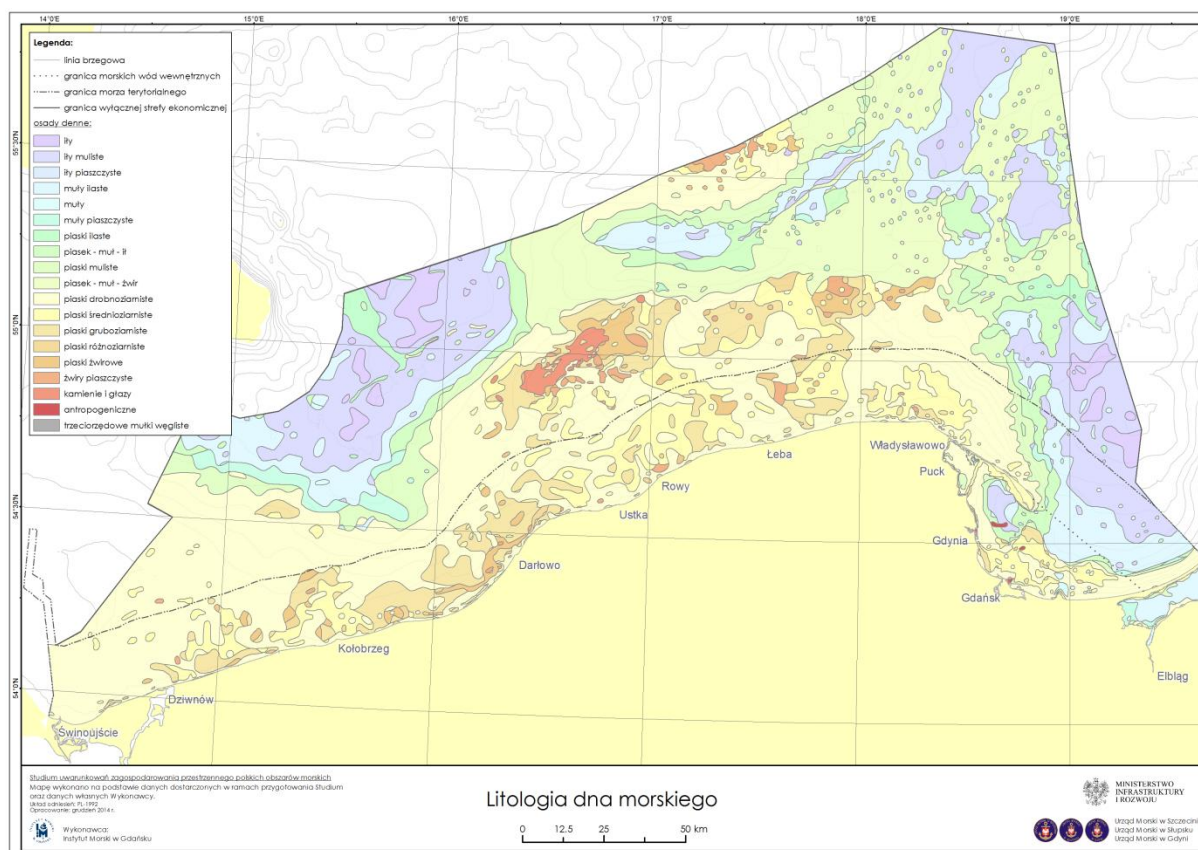 14°0'E
15°0'E
16°0'E
17°0'E
18°0'E
19°0'E
Legenda:
linia brzegowa
granica morskich wód wewnętrznych
granica morza terytorialnego
granica wyłącznej strefy ekonomicznej
osady denne:
iły
iły muliste
iły piaszczyste
muły ilaste
muły
muły piaszczyste
piaski ilaste
piasek - muł - ił
piaski muliste
piasek - muł - żwir
piaski drobnoziarniste
piaski średnioziarniste
piaski gruboziarniste
piaski różnoziarniste
piaski żwirowe
żwiry piaszczyste
kamienie i głazy
antropogeniczne
trzeciorzędowe mułki węgliste
55°30'N
55°0'N
54°30'N
54°0'N
Władysławowo
Puck
Łeba
Rowy
Ustka
Gdynia
Darłowo
Gdańsk
Kołobrzeg
Elbląg
Dziwnów
Świnoujście
Studium uwarunkowań zagospodarowania przestrzennego polskich obszarów morskich
Mapę wykonano na podstawie danych dostarczonych w ramach przygotowania Studium
oraz danych własnych Wykonawcy.
Układ odniesień: PL-1992
Opracowanie: grudzień 2014 r.
Wykonawca:
Instytut Morski w Gdańsku
Litologia dna morskiego
0 12.5 25 50 km
MINISTERSTWO
INFRASTRUKTURY
I ROZWOJU
Urząd Morski w Szczecini
Urząd Morski w Słupsku
Urząd Morski w Gdyni